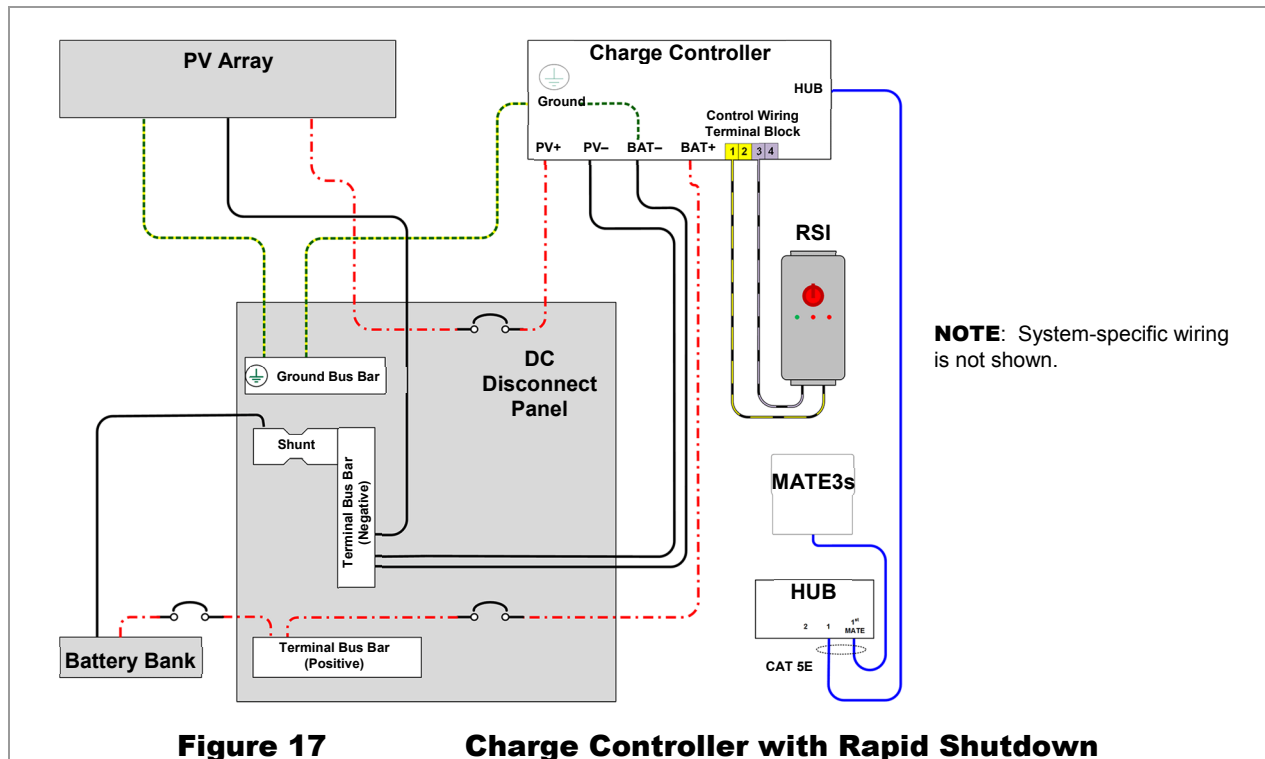 PV Array
Charge Controller
HUB
Ground
Control Wiring
Terminal Block
PV+ PV– BAT– BAT+ 1 2 3 4
RSI
NOTE: System-specific wiring
is not shown.
DC
Disconnect
Panel
Ground Bus Bar
Shunt
Terminal Bus Bar
(Negative)
MATE3s
HUB
2 1 1st
MATE
CAT 5E
Battery Bank
Terminal Bus Bar
(Positive)
Figure 17 Charge Controller with Rapid Shutdown